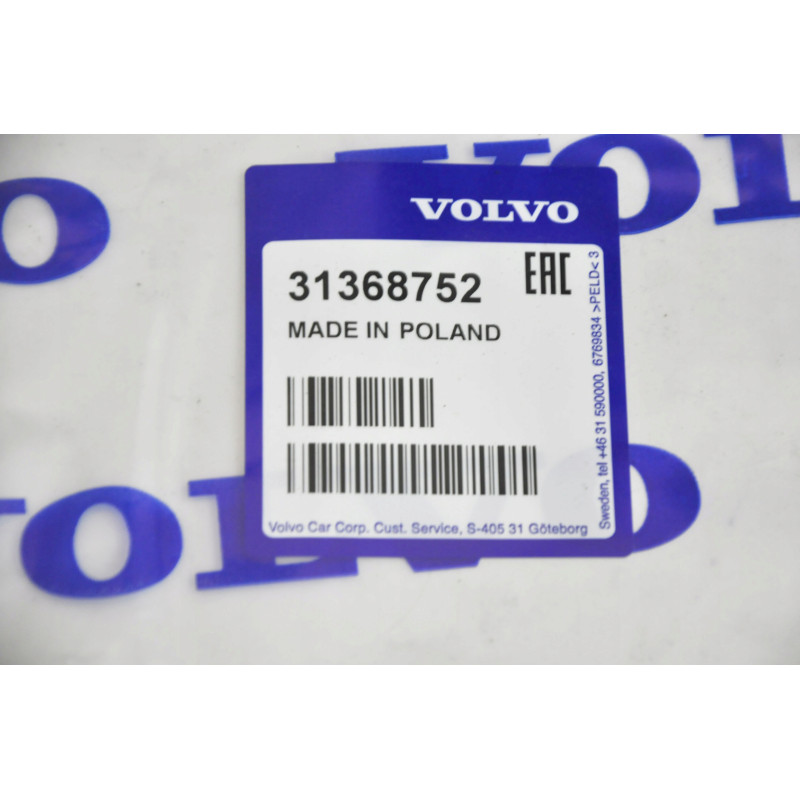 VOLVO
31368752
EAC
MADE IN POLAND
Volvo Car Corp. Cust. Service, S-405 31 Göteborg
Sweden, tel +46 31 590000, 6769834 >PELD< 3